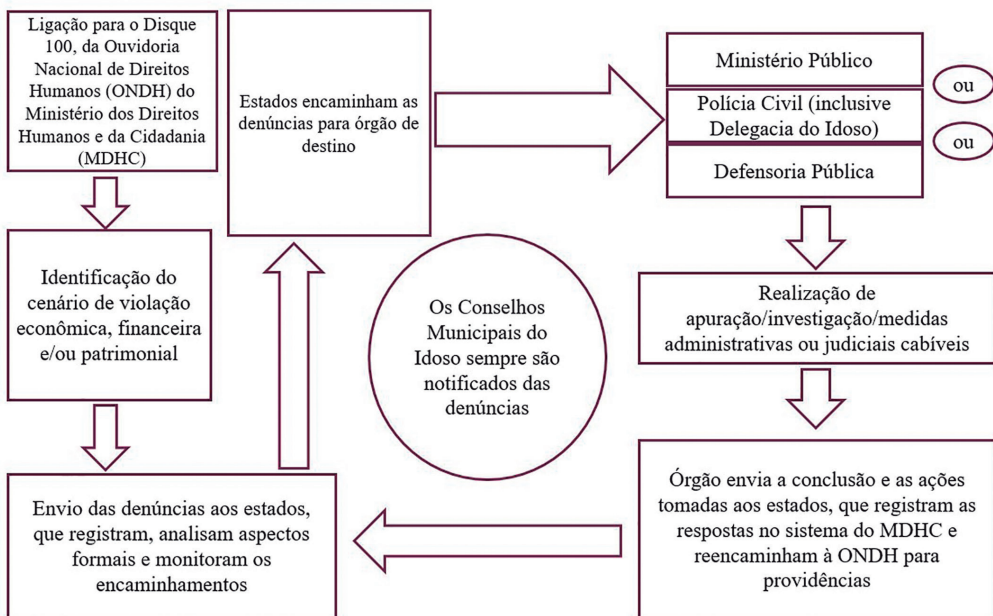 Ligação para o Disque
100, da Ouvidoria
Nacional de Direitos
Humanos (ONDH) do
Ministério dos Direitos
Humanos e da Cidadania
(MDHC)
Identificação do
cenário de violação
econômica, financeira
e/ou patrimonial
Envio das denúncias aos estados,
que registram, analisam aspectos
formais e monitoram os
encaminhamentos
Estados encaminham as
denúncias para órgão de
destino
Ministério Público
ou
Polícia Civil (inclusive
Delegacia do Idoso)
ou
Defensoria Pública
Realização de
apuração/investigação/medidas
administrativas ou judiciais cabíveis
Órgão envia a conclusão e as ações
tomadas aos estados, que registram as
respostas no sistema do MDHC e
reencaminham à ONDH para
providências
Os Conselhos
Municipais do
Idoso sempre são
notificados das
denúncias